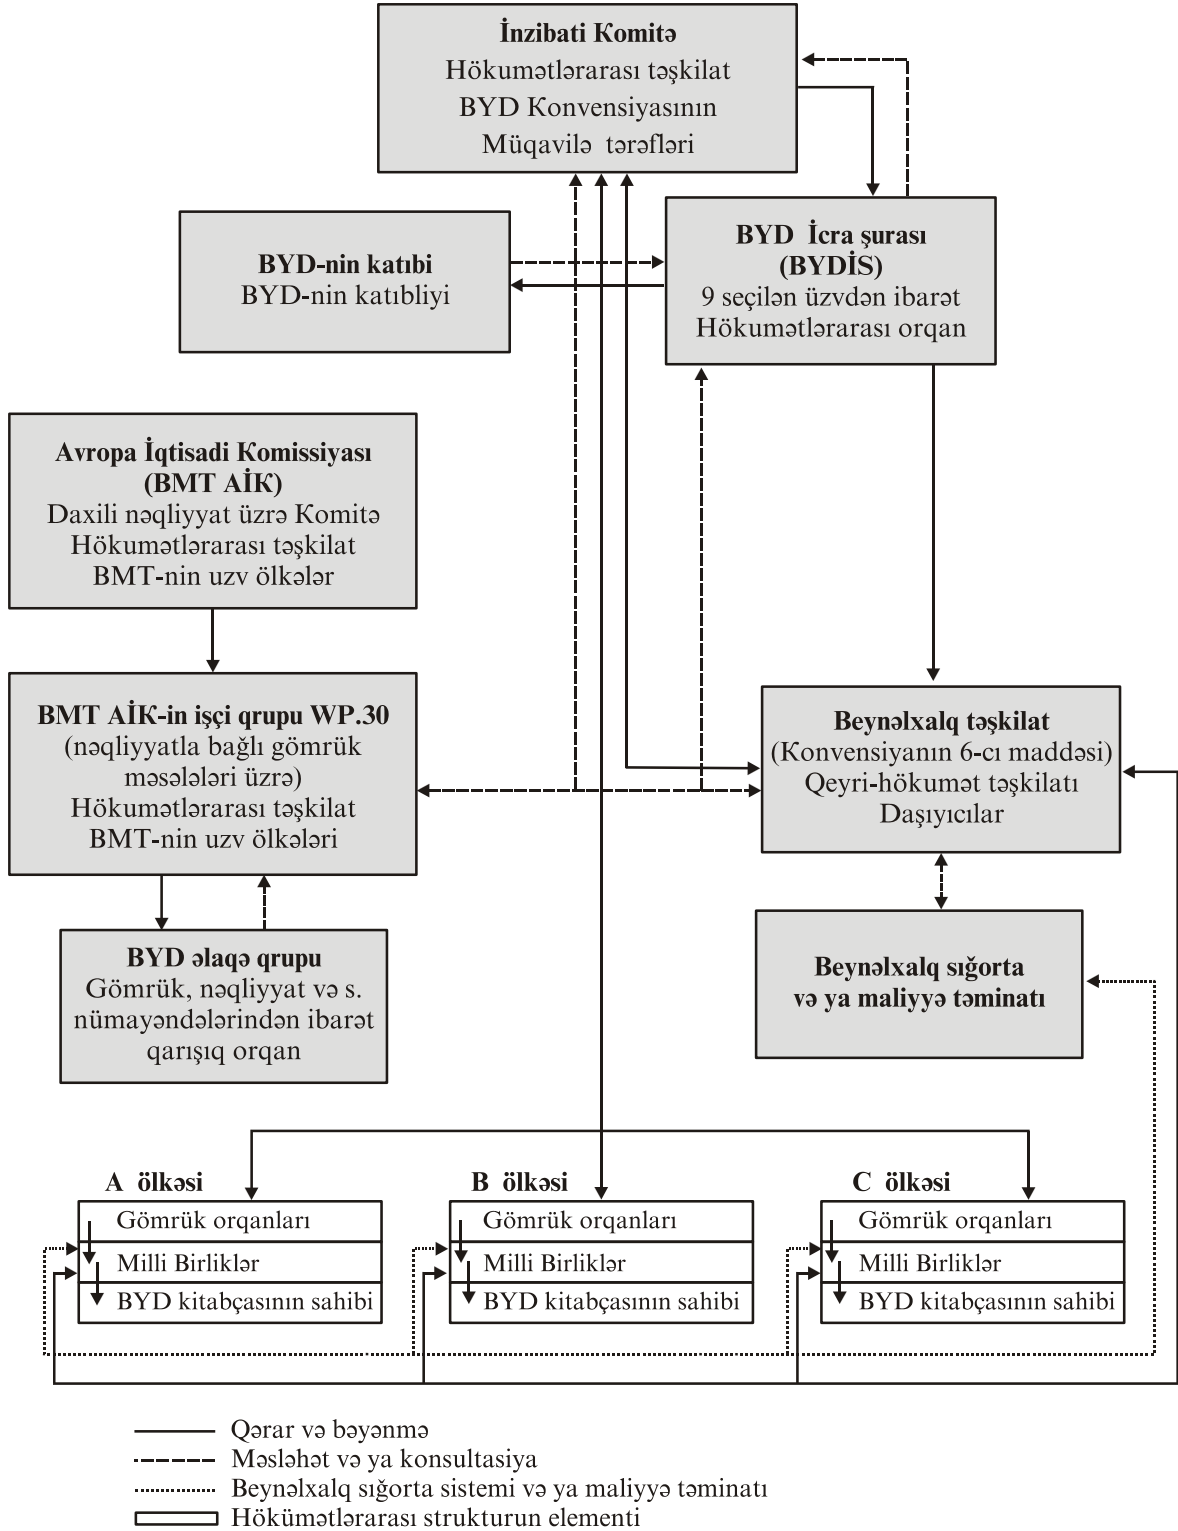 İnzibati Komitə
Hökumətlərarası təşkilat
BYD Konvensiyasının
Müqavilə tərəfləri
BYD-nin katıbi
BYD-nin katıbliyi
BYD İcra şurası
(BYDİS)
9 seçilən üzvdən ibarət
Hökumətlərarası orqan
Avropa İqtisadi Komissiyası
(BMT AİK)
Daxili nəqliyyat üzrə Komitə
Hökumətlərarası təşkilat
BMT-nin uzv ölkələr
BMT AİK-in işçi qrupu WP.30
(nəqliyyatla bağlı gömrük
məsələləri üzrə)
Hökumətlərarası təşkilat
BMT-nin uzv ölkələri
Beynəlxalq təşkilat
(Konvensiyanın 6-cı maddəsi)
Qeyri-hökumət təşkilatı
Daşıyıcılar
BYD əlaqə qrupu
Gömrük, nəqliyyat və s.
nümayəndələrindən ibarət
qarışıq orqan
Beynəlxalq sığorta
və ya maliyyə təminatı
A ölkəsi
Gömrük orqanları
Milli Birliklər
BYD kitabçasının sahibi
B ölkəsi
Gömrük orqanları
Milli Birliklər
BYD kitabçasının sahibi
C ölkəsi
Gömrük orqanları
Milli Birliklər
BYD kitabçasının sahibi
Qərar və bəyənmə
Məsləhət və ya konsultasiya
Beynəlxalq sığorta sistemi və ya maliyyə təminatı
Hökümətlərarası strukturun elementi